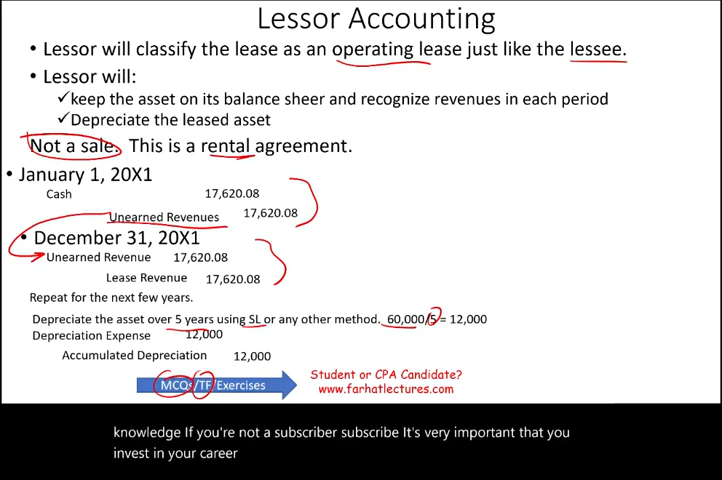 Lessor Accounting
• Lessor will classify the lease as an operating lease just like the lessee.
• Lessor will:
✓keep the asset on its balance sheer and recognize revenues in each period
✓Depreciate the leased asset
Not a sale. This is a rental agreement.
• January 1, 20X1
Cash 17,620.08
Unearned Revenues 17,620.08
• December 31, 20X1
Unearned Revenue 17,620.08
Lease Revenue 17,620.08
Repeat for the next few years.
Depreciate the asset over 5 years using SL or any other method. 60,000/5 = 12,000
Depreciation Expense 12,000
Accumulated Depreciation 12,000
MCQs/TF/Exercises
Student or CPA Candidate?
www.farhatlectures.com
knowledge If you're not a subscriber subscribe It's very important that you
invest in your career